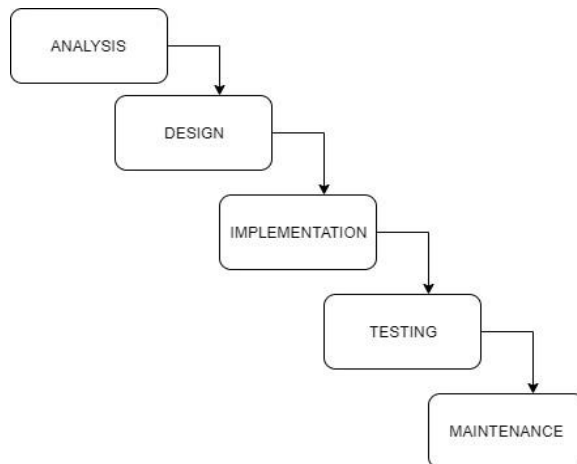 ANALYSIS
DESIGN
IMPLEMENTATION
TESTING
MAINTENANCE